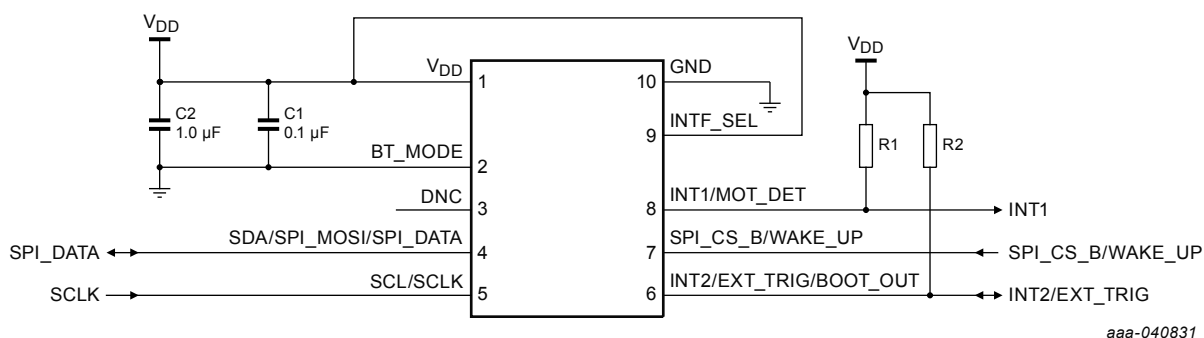 VDD
VDD
VDD
1
10
GND
C2
1.0 µF
C1
0.1 µF
9
INTF_SEL
R1
R2
BT_MODE
2
DNC
3
8
INT1/MOT_DET
INT1
SPI_DATA
SDA/SPI_MOSI/SPI_DATA
4
7
SPI_CS_B/WAKE_UP
SPI_CS_B/WAKE_UP
SCLK
SCL/SCLK
5
6
INT2/EXT_TRIG/BOOT_OUT
INT2/EXT_TRIG
aaa-040831